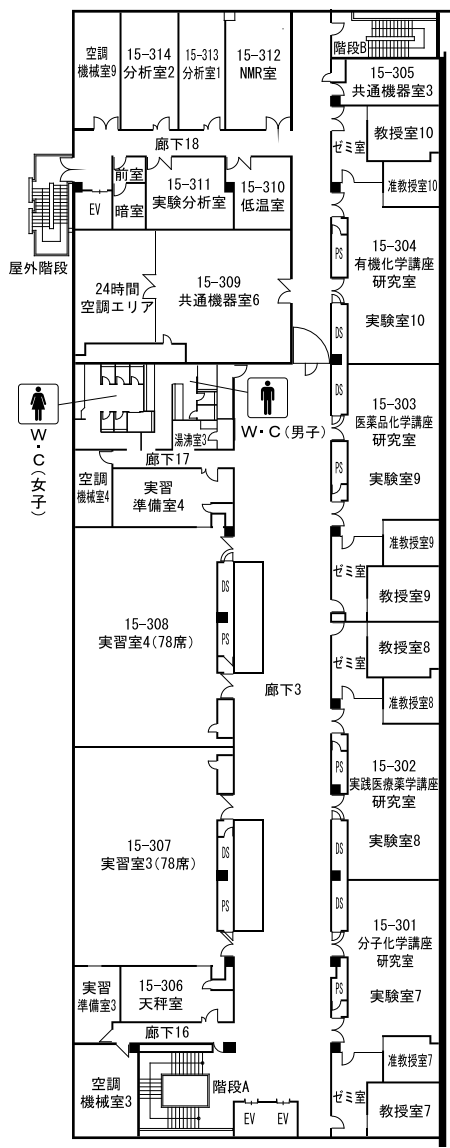 階段B
空調
機械室9
15-314
分析室2
15-313
分析室1
15-312
NMR室
15-305
共通機器室3
廊下18
ゼミ室
教授室10
准教授室10
前室
暗室
EV
15-311
実験分析室
15-310
低温室
屋外階段
PS
15-304
有機化学講座
研究室
実験室10
24時間
空調エリア
15-309
共通機器室6
DS
DS
W・C(女子)
W・C(男子)
湯沸室3
廊下17
15-303
医薬品化学講座
研究室
実験室9
PS
空調
機械室4
実習
準備室4
准教授室9
ゼミ室
教授室9
DS
PS
15-308
実習室4(78席)
廊下3
教授室8
ゼミ室
准教授室8
PS
15-302
実践医療薬学講座
研究室
実験室8
15-307
実習室3(78席)
DS
PS
DS
DS
15-301
分子化学講座
研究室
実験室7
PS
実習
準備室3
15-306
天秤室
廊下16
准教授室7
ゼミ室
教授室7
空調
機械室3
階段A
EV
EV